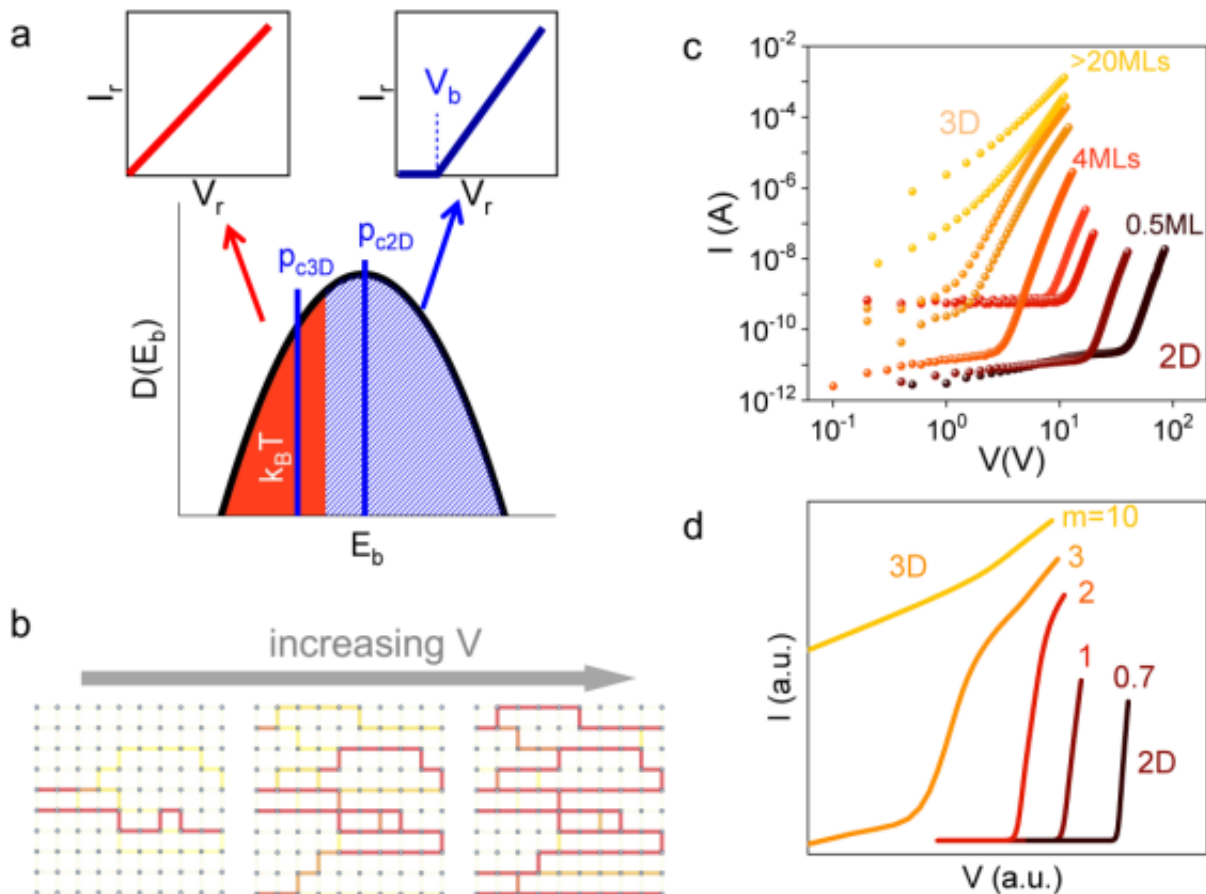 a
I_r
V_r
I_r
V_b
V_r
p_c3D
p_c2D
D(E_b)
k_BT
E_b
b
increasing V
c
10^-2
10^-4
10^-6
10^-8
10^-10
10^-12
I (A)
>20MLs
3D
4MLs
0.5ML
2D
10^-1
10^0
10^1
10^2
V(V)
d
I (a.u.)
m=10
3D
3
2
1
0.7
2D
V (a.u.)